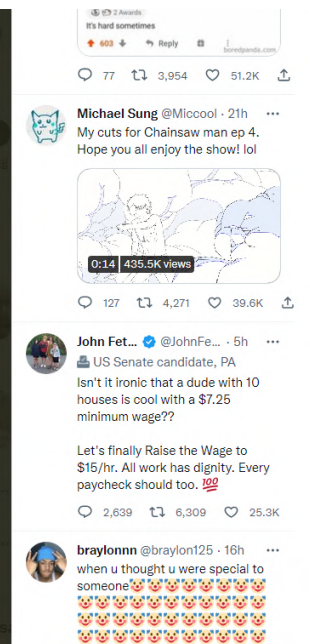 2 Awards
It's hard sometimes
603 Reply
boredpanda.com
77 3,954 51.2K
Michael Sung @Miccool · 21h
My cuts for Chainsaw man ep 4.
Hope you all enjoy the show! lol
0:14 435.5K views
127 4,271 39.6K
John Fet... @JohnFe... · 5h
US Senate candidate, PA
Isn't it ironic that a dude with 10
houses is cool with a $7.25
minimum wage??
Let's finally Raise the Wage to
$15/hr. All work has dignity. Every
paycheck should too. 💯
2,639 6,309 25.3K
braylonnn @braylon125 · 16h
when u thought u were special to
someone🤡🤡🤡🤡🤡🤡🤡🤡
🤡🤡🤡🤡🤡🤡🤡🤡🤡🤡🤡
🤡🤡🤡🤡🤡🤡🤡🤡🤡🤡🤡
🤡🤡🤡🤡🤡🤡🤡🤡🤡🤡🤡